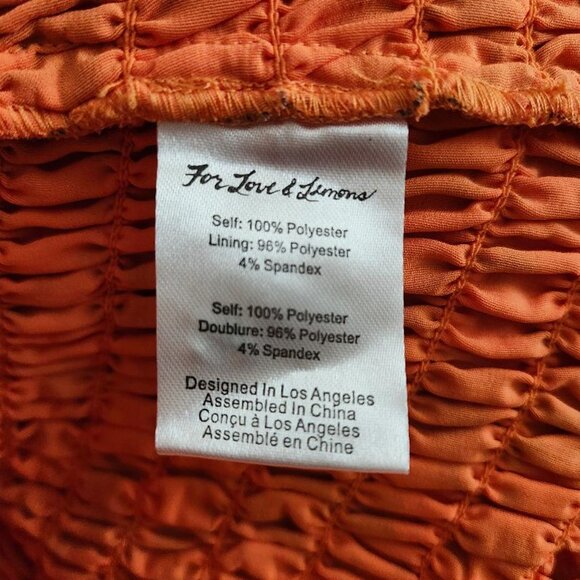 For Love & Lemons
Self: 100% Polyester
Lining: 96% Polyester
4% Spandex
Self: 100% Polyester
Doublure: 96% Polyester
4% Spandex
Designed In Los Angeles
Assembled In China
Conçu à Los Angeles
Assemblé en Chine